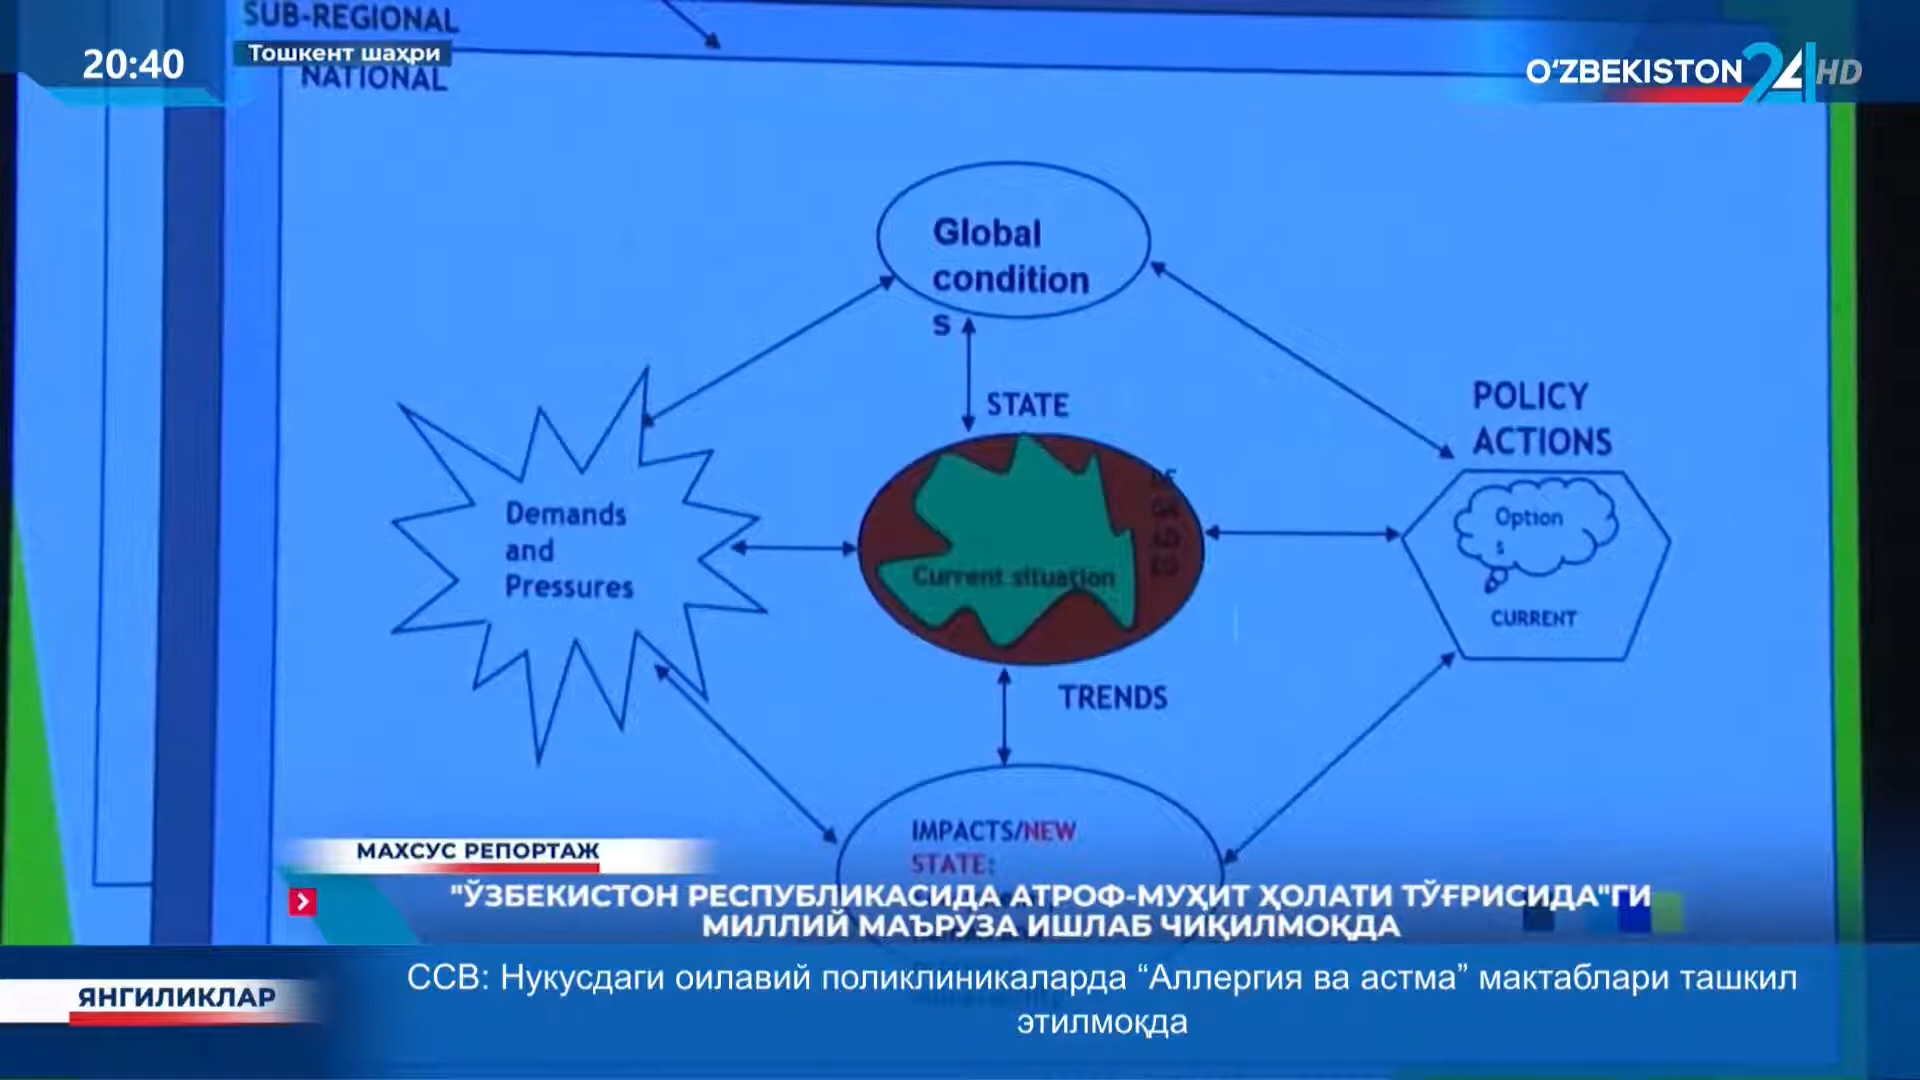 SUB-REGIONAL
20:40
Тошкент шаҳри
NATIONAL
O‘ZBEKISTON 24 HD
Global
condition
s
STATE
POLICY
ACTIONS
Option
s
CURRENT
Demands
and
Pressures
Current situation
TRENDS
IMPACTS/NEW
STATE:
МАХСУС РЕПОРТАЖ
"ЎЗБЕКИСТОН РЕСПУБЛИКАСИДА АТРОФ-МУҲИТ ҲОЛАТИ ТЎҒРИСИДА"ГИ
МИЛЛИЙ МАЪРУЗА ИШЛАБ ЧИҚИЛМОҚДА
ЯНГИЛИКЛАР
ССВ: Нукусдаги оилавий поликлиникаларда “Аллергия ва астма” мактаблари ташкил
этилмоқда